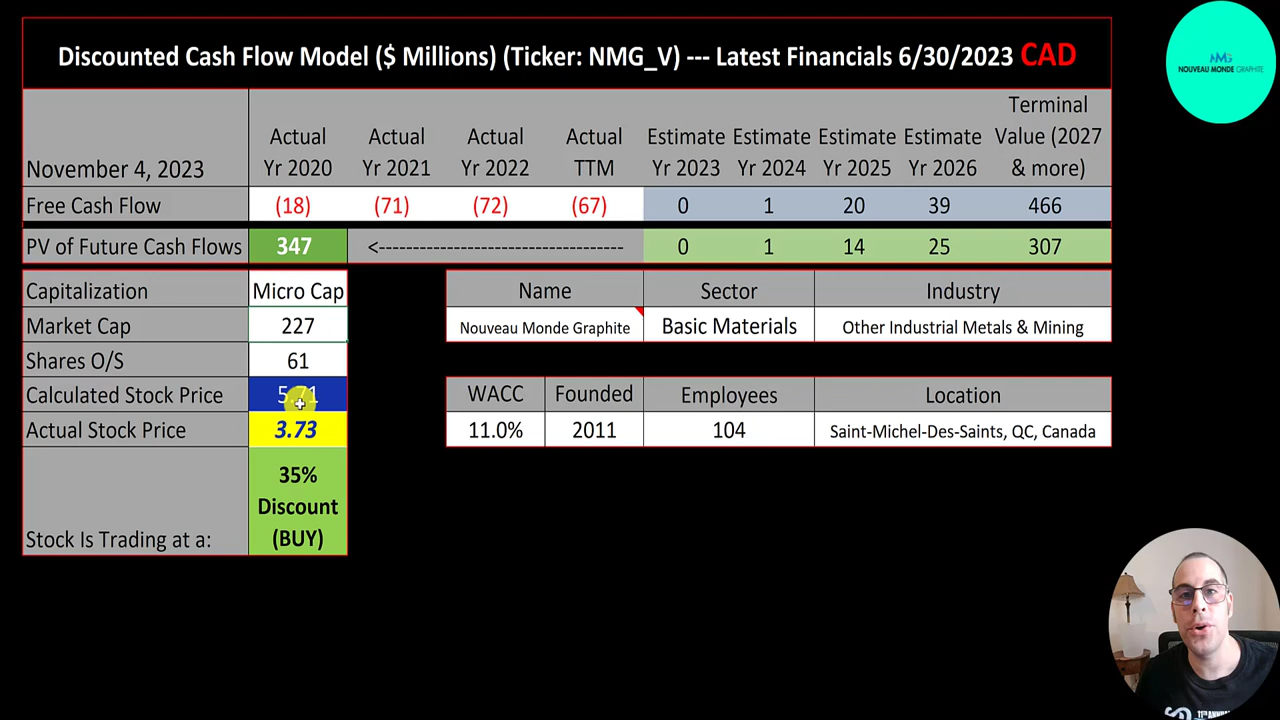 Discounted Cash Flow Model ($ Millions) (Ticker: NMG_V) --- Latest Financials 6/30/2023 CAD
NMG
NOUVEAU MONDE GRAPHITE
November 4, 2023 Actual Yr 2020 Actual Yr 2021 Actual Yr 2022 Actual TTM Estimate Yr 2023 Estimate Yr 2024 Estimate Yr 2025 Estimate Yr 2026 Terminal Value (2027 & more)
Free Cash Flow (18) (71) (72) (67) 0 1 20 39 466
PV of Future Cash Flows 347 <------------------------------------- 0 1 14 25 307
Capitalization Micro Cap
Market Cap 227
Shares O/S 61
Calculated Stock Price 5.71
Actual Stock Price 3.73
Stock Is Trading at a: 35% Discount (BUY)
Name Sector Industry
Nouveau Monde Graphite Basic Materials Other Industrial Metals & Mining
WACC Founded Employees Location
11.0% 2011 104 Saint-Michel-Des-Saints, QC, Canada